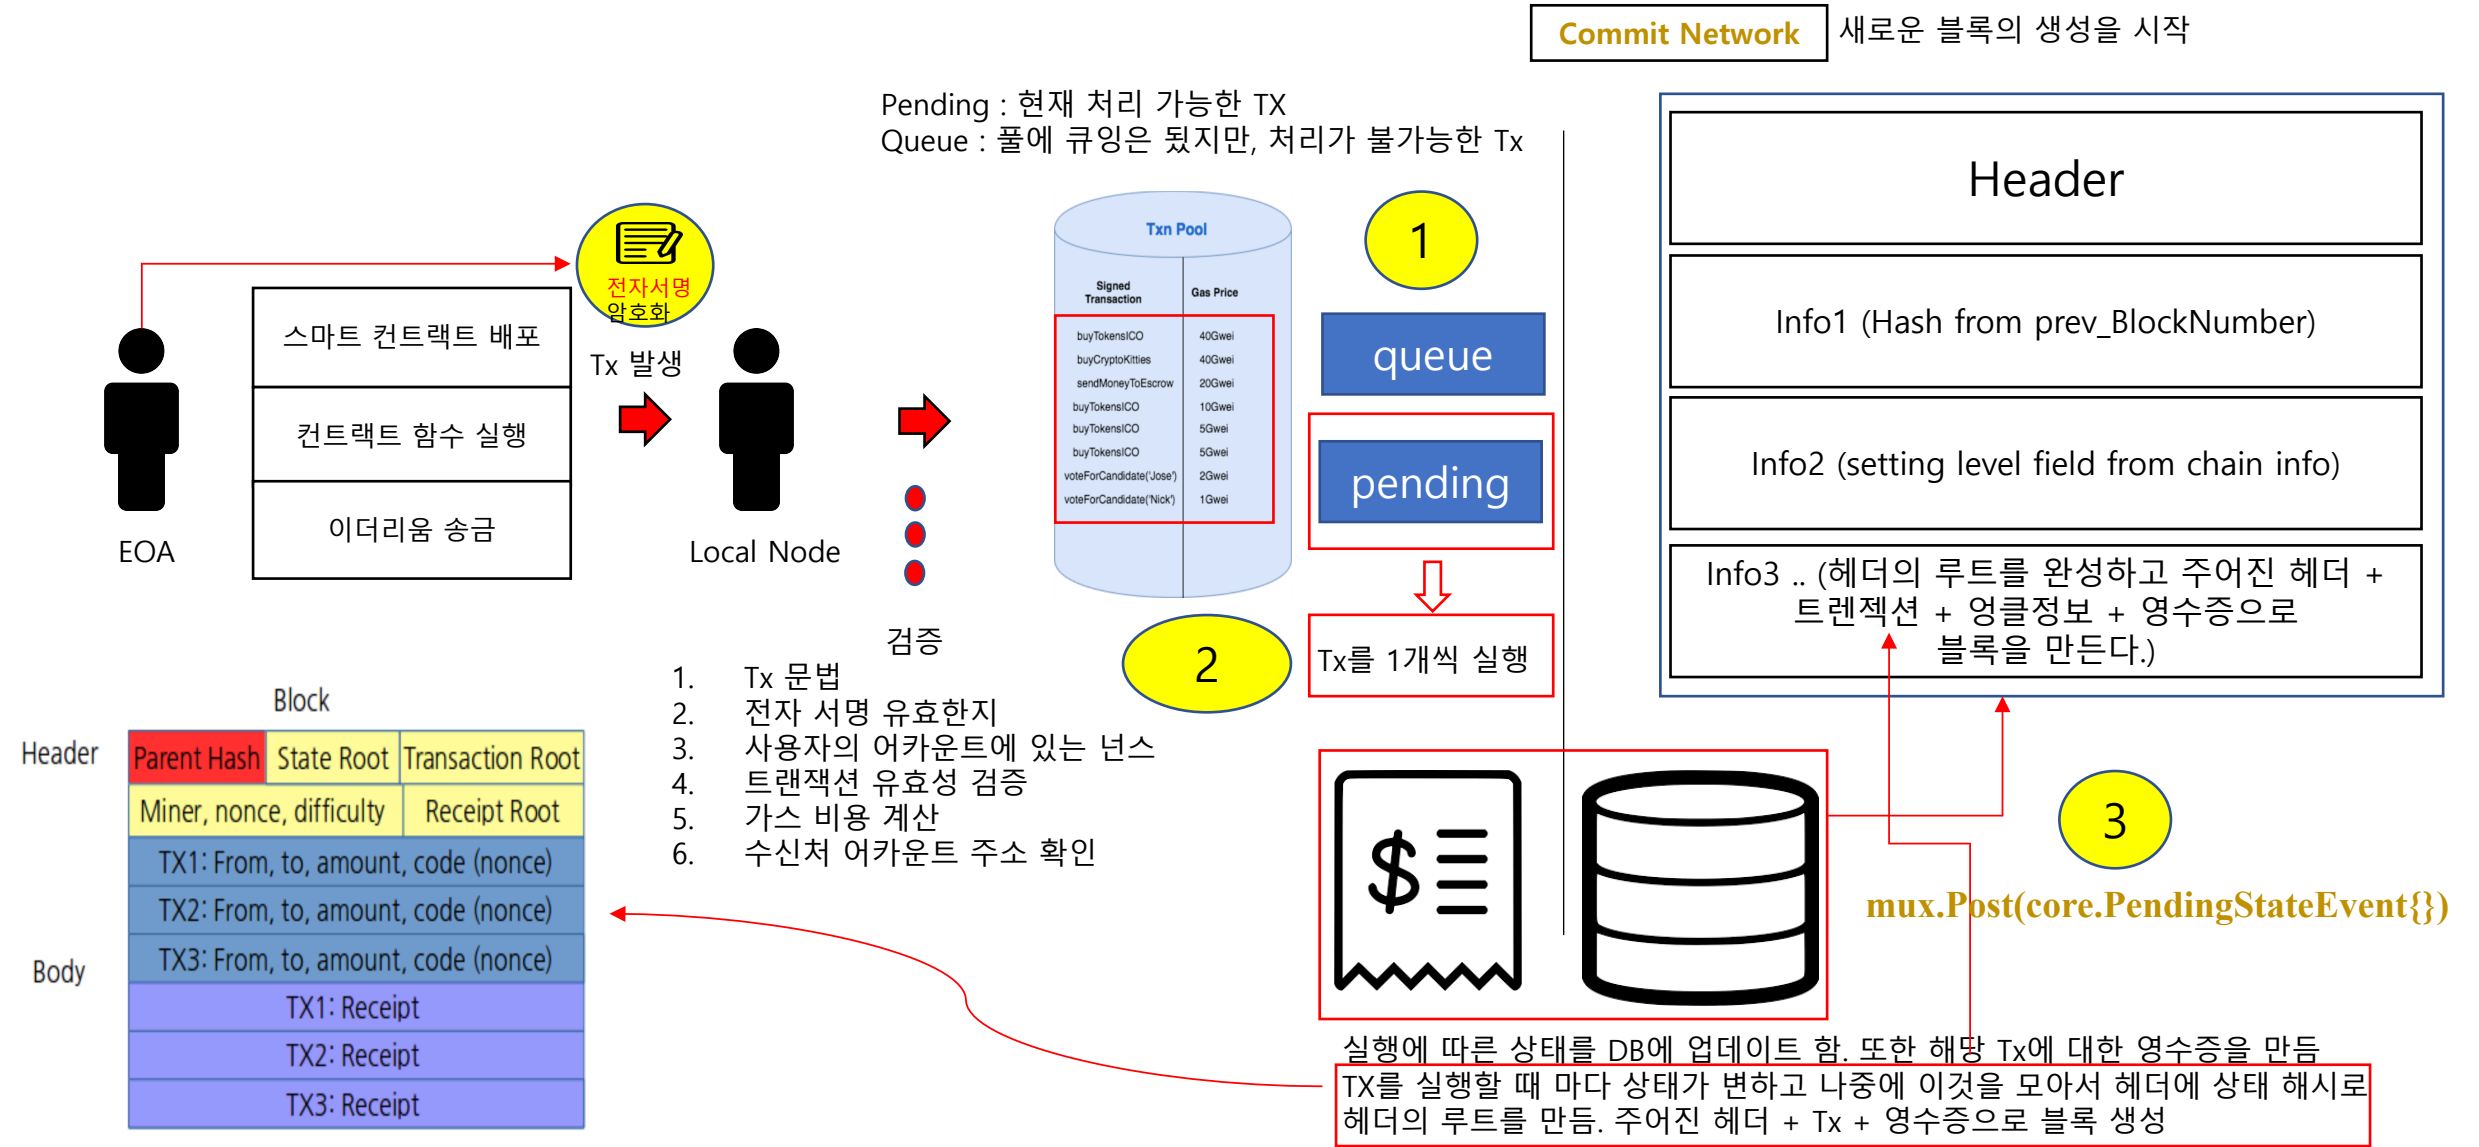 Commit Network
새로운 블록의 생성을 시작
Pending : 현재 처리 가능한 TX
Queue : 풀에 큐잉은 됬지만, 처리가 불가능한 Tx
전자서명
암호화
스마트 컨트랙트 배포
컨트랙트 함수 실행
이더리움 송금
EOA
Tx 발생
Local Node
검증
1. Tx 문법
2. 전자 서명 유효한지
3. 사용자의 어카운트에 있는 넌스
4. 트랜잭션 유효성 검증
5. 가스 비용 계산
6. 수신처 어카운트 주소 확인
Txn Pool
Signed
Transaction
Gas Price
buyTokensICO 40Gwei
buyCryptoKitties 40Gwei
sendMoneyToEscrow 20Gwei
buyTokensICO 10Gwei
buyTokensICO 5Gwei
buyTokensICO 5Gwei
voteForCandidate('Jose') 2Gwei
voteForCandidate('Nick') 1Gwei
1
queue
pending
2
Tx를 1개씩 실행
Header
Info1 (Hash from prev_BlockNumber)
Info2 (setting level field from chain info)
Info3 .. (헤더의 루트를 완성하고 주어진 헤더 +
트렌젝션 + 엉클정보 + 영수증으로
블록을 만든다.)
3
mux.Post(core.PendingStateEvent{})
Block
Header
Parent Hash State Root Transaction Root
Miner, nonce, difficulty Receipt Root
TX1: From, to, amount, code (nonce)
TX2: From, to, amount, code (nonce)
TX3: From, to, amount, code (nonce)
Body
TX1: Receipt
TX2: Receipt
TX3: Receipt
$
실행에 따른 상태를 DB에 업데이트 함. 또한 해당 Tx에 대한 영수증을 만듬
TX를 실행할 때 마다 상태가 변하고 나중에 이것을 모아서 헤더에 상태 해시로
헤더의 루트를 만듬. 주어진 헤더 + Tx + 영수증으로 블록 생성